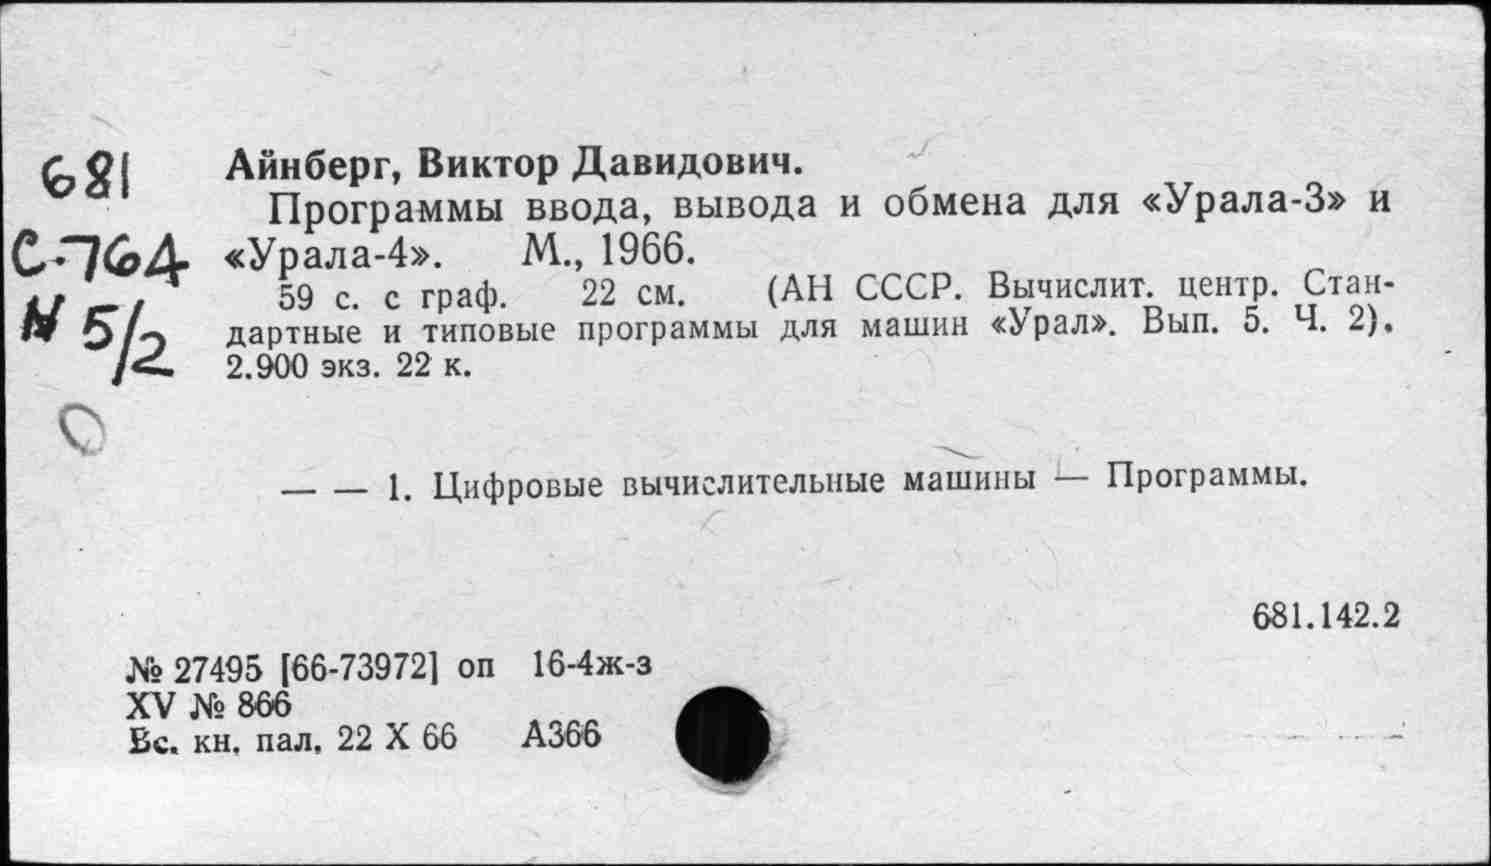 681
С-764
N 5/2
Айнберг, Виктор Давидович.
Программы ввода, вывода и обмена для «Урала-3» и
«Урала-4». М., 1966.
59 с. с граф. 22 см. (АН СССР. Вычислит. центр. Стан-
дартные и типовые программы для машин «Урал». Вып. 5. Ч. 2).
2.900 экз. 22 к.
— — 1. Цифровые вычислительные машины — Программы.
681.142.2
№ 27495 [66-73972] оп 16-4ж-з
XV № 866
Вс. кн. пал. 22 X 66 А366